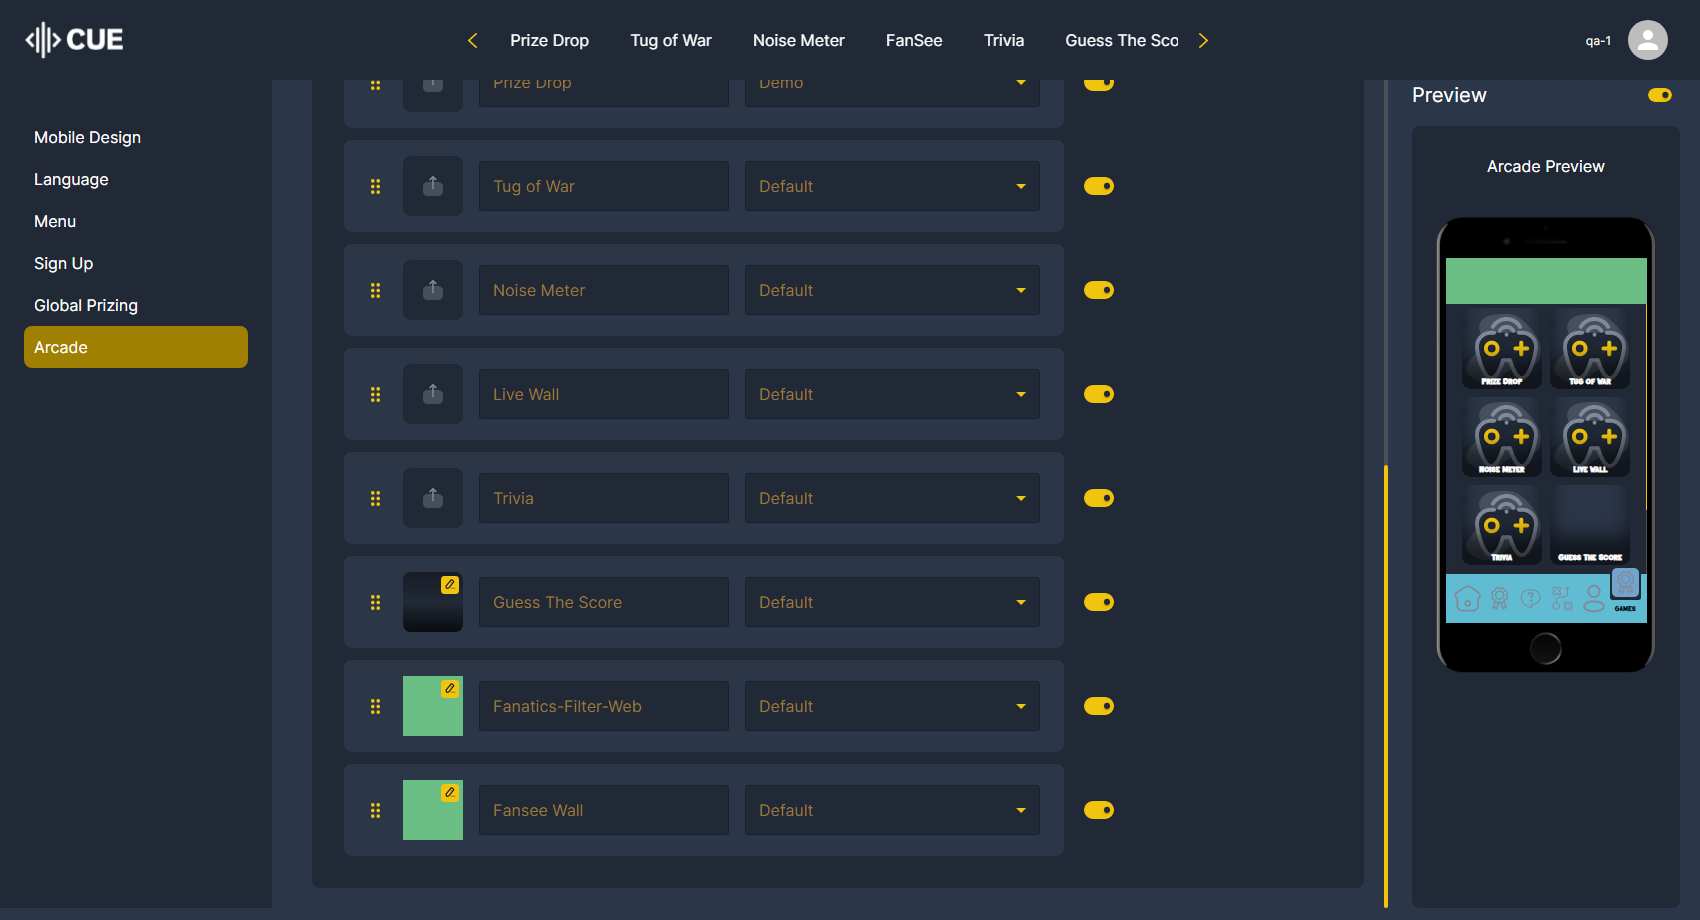 CUE
Prize Drop Tug of War Noise Meter FanSee Trivia Guess The Sco
qa-1
Mobile Design
Language
Menu
Sign Up
Global Prizing
Arcade
Prize Drop Demo
Tug of War Default
Noise Meter Default
Live Wall Default
Trivia Default
Guess The Score Default
Fanatics-Filter-Web Default
Fansee Wall Default
Preview
Arcade Preview
Prize Drop Tug of War
Noise Meter Live Wall
Trivia Guess The Score
GAMES